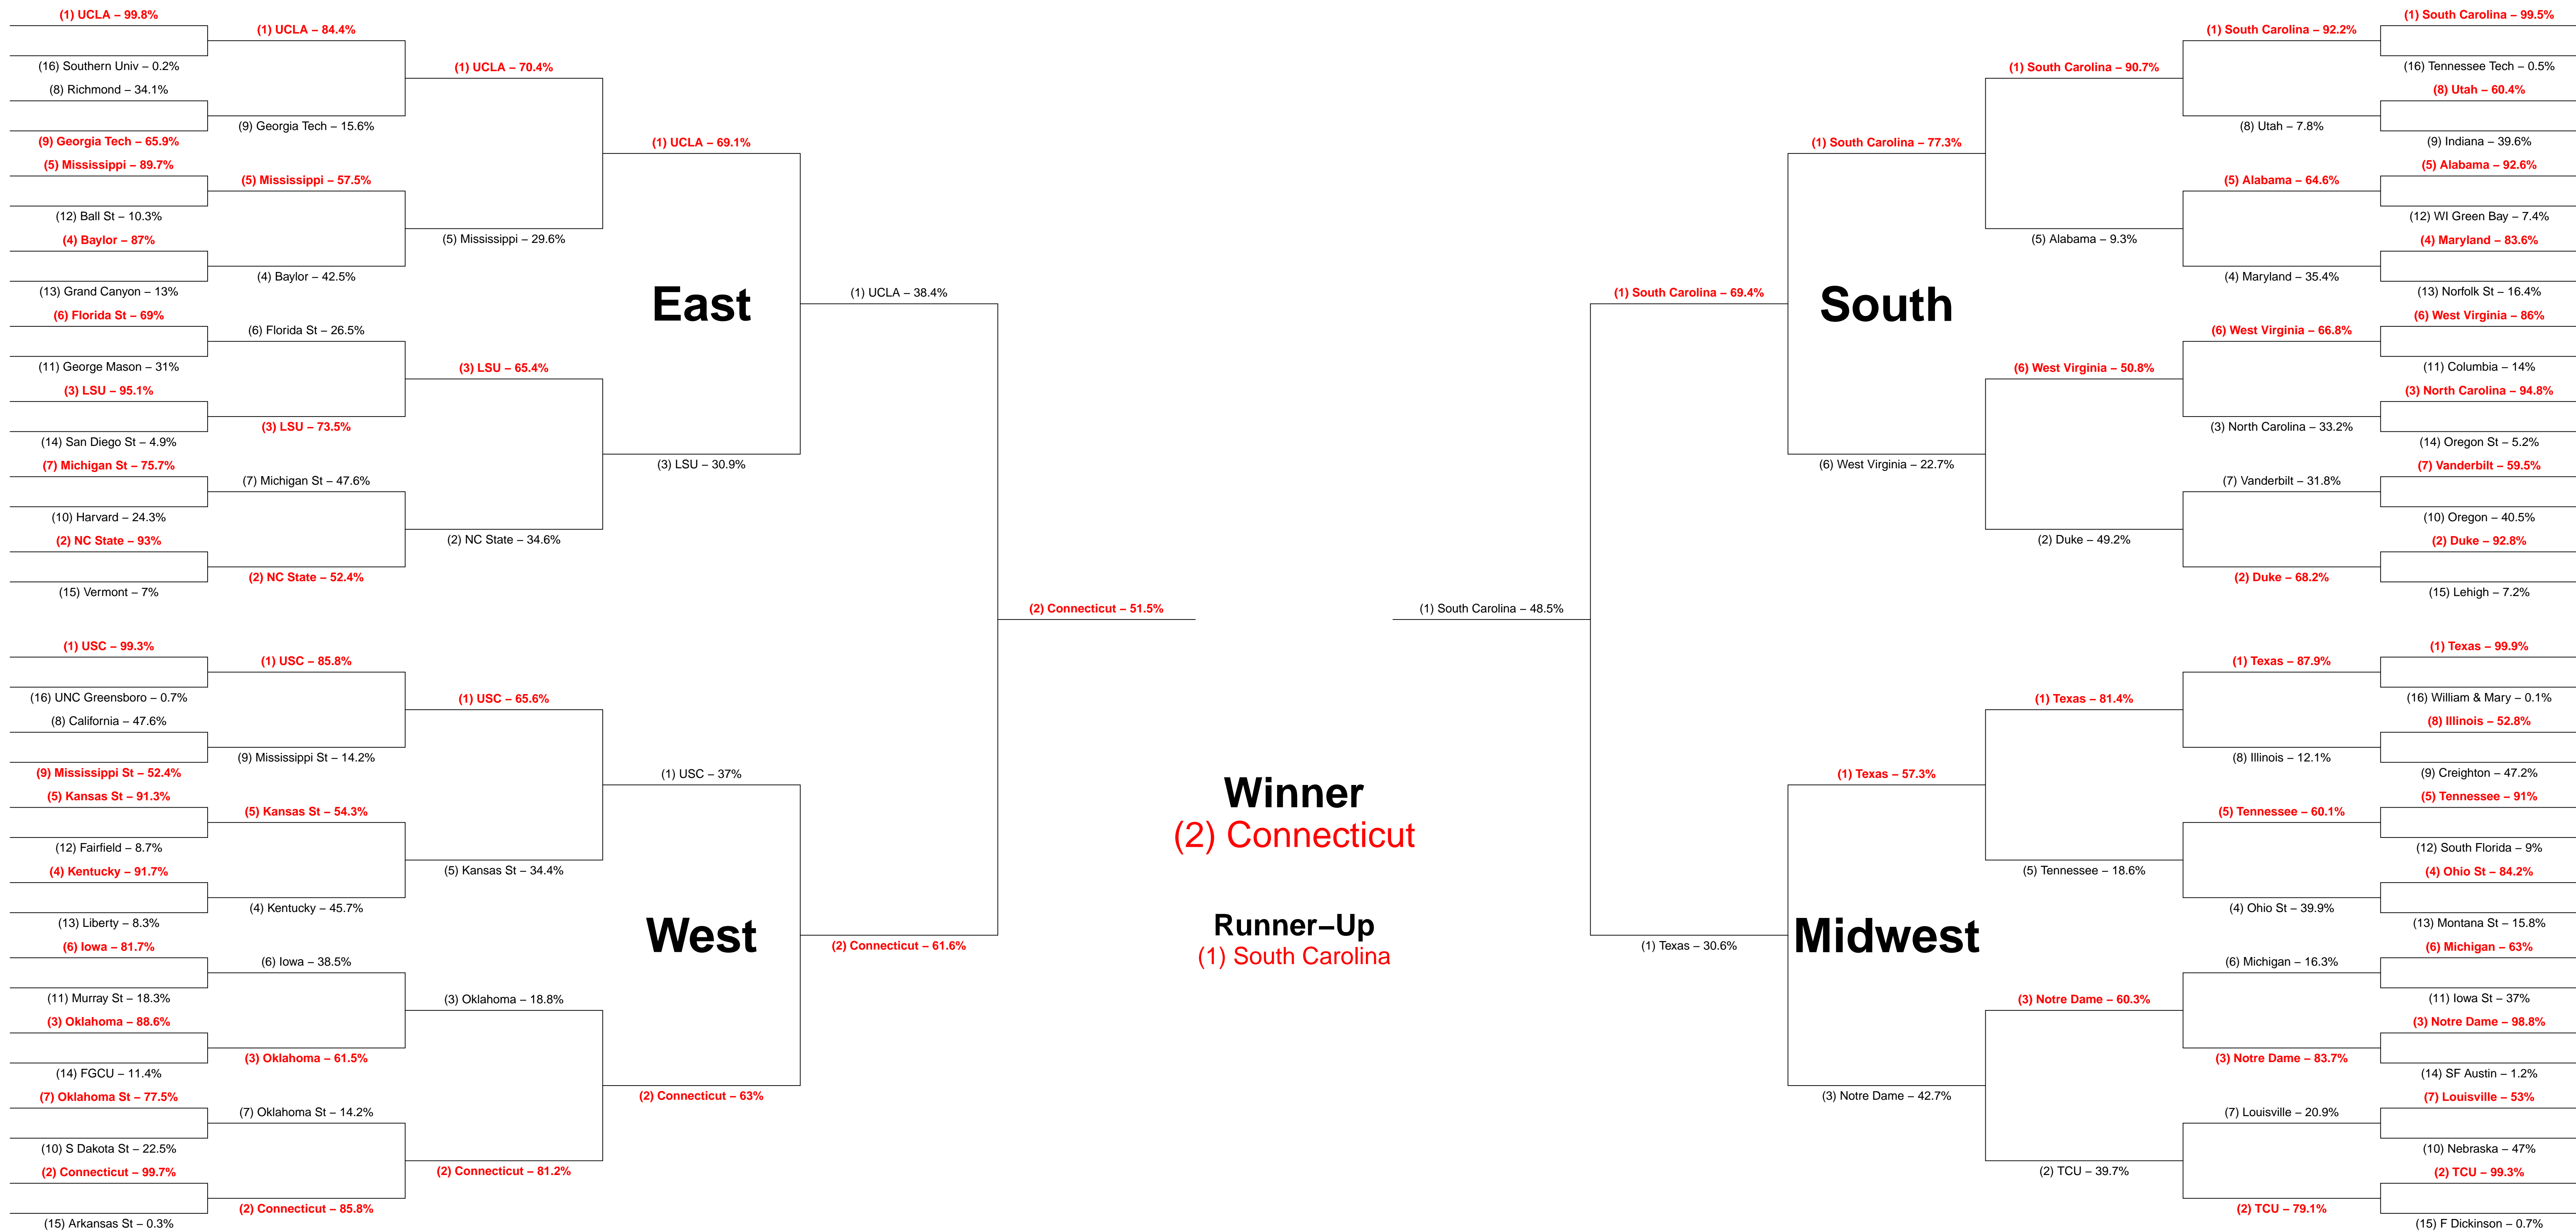 (1) UCLA – 99.8%
(16) Southern Univ – 0.2%
(8) Richmond – 34.1%
(9) Georgia Tech – 65.9%
(5) Mississippi – 89.7%
(12) Ball St – 10.3%
(4) Baylor – 87%
(13) Grand Canyon – 13%
(6) Florida St – 69%
(11) George Mason – 31%
(3) LSU – 95.1%
(14) San Diego St – 4.9%
(7) Michigan St – 75.7%
(10) Harvard – 24.3%
(2) NC State – 93%
(15) Vermont – 7%
(1) USC – 99.3%
(16) UNC Greensboro – 0.7%
(8) California – 47.6%
(9) Mississippi St – 52.4%
(5) Kansas St – 91.3%
(12) Fairfield – 8.7%
(4) Kentucky – 91.7%
(13) Liberty – 8.3%
(6) Iowa – 81.7%
(11) Murray St – 18.3%
(3) Oklahoma – 88.6%
(14) FGCU – 11.4%
(7) Oklahoma St – 77.5%
(10) S Dakota St – 22.5%
(2) Connecticut – 99.7%
(15) Arkansas St – 0.3%
(1) UCLA – 84.4%
(9) Georgia Tech – 15.6%
(5) Mississippi – 57.5%
(4) Baylor – 42.5%
(6) Florida St – 26.5%
(3) LSU – 73.5%
(7) Michigan St – 47.6%
(2) NC State – 52.4%
(1) USC – 85.8%
(9) Mississippi St – 14.2%
(5) Kansas St – 54.3%
(4) Kentucky – 45.7%
(6) Iowa – 38.5%
(3) Oklahoma – 61.5%
(7) Oklahoma St – 14.2%
(2) Connecticut – 85.8%
(1) UCLA – 70.4%
(5) Mississippi – 29.6%
(3) LSU – 65.4%
(2) NC State – 34.6%
(1) USC – 65.6%
(5) Kansas St – 34.4%
(3) Oklahoma – 18.8%
(2) Connecticut – 81.2%
(1) UCLA – 69.1%
East
(3) LSU – 30.9%
(1) USC – 37%
West
(2) Connecticut – 63%
(1) UCLA – 38.4%
(2) Connecticut – 61.6%
(2) Connecticut – 51.5%
Winner
(2) Connecticut
Runner–Up
(1) South Carolina
(1) South Carolina – 48.5%
(1) South Carolina – 69.4%
(1) Texas – 30.6%
(1) South Carolina – 77.3%
South
(6) West Virginia – 22.7%
(1) Texas – 57.3%
Midwest
(3) Notre Dame – 42.7%
(1) South Carolina – 90.7%
(5) Alabama – 9.3%
(6) West Virginia – 50.8%
(2) Duke – 49.2%
(1) Texas – 81.4%
(5) Tennessee – 18.6%
(3) Notre Dame – 60.3%
(2) TCU – 39.7%
(1) South Carolina – 92.2%
(8) Utah – 7.8%
(5) Alabama – 64.6%
(4) Maryland – 35.4%
(6) West Virginia – 66.8%
(3) North Carolina – 33.2%
(7) Vanderbilt – 31.8%
(2) Duke – 68.2%
(1) Texas – 87.9%
(8) Illinois – 12.1%
(5) Tennessee – 60.1%
(4) Ohio St – 39.9%
(6) Michigan – 16.3%
(3) Notre Dame – 83.7%
(7) Louisville – 20.9%
(2) TCU – 79.1%
(1) South Carolina – 99.5%
(16) Tennessee Tech – 0.5%
(8) Utah – 60.4%
(9) Indiana – 39.6%
(5) Alabama – 92.6%
(12) WI Green Bay – 7.4%
(4) Maryland – 83.6%
(13) Norfolk St – 16.4%
(6) West Virginia – 86%
(11) Columbia – 14%
(3) North Carolina – 94.8%
(14) Oregon St – 5.2%
(7) Vanderbilt – 59.5%
(10) Oregon – 40.5%
(2) Duke – 92.8%
(15) Lehigh – 7.2%
(1) Texas – 99.9%
(16) William & Mary – 0.1%
(8) Illinois – 52.8%
(9) Creighton – 47.2%
(5) Tennessee – 91%
(12) South Florida – 9%
(4) Ohio St – 84.2%
(13) Montana St – 15.8%
(6) Michigan – 63%
(11) Iowa St – 37%
(3) Notre Dame – 98.8%
(14) SF Austin – 1.2%
(7) Louisville – 53%
(10) Nebraska – 47%
(2) TCU – 99.3%
(15) F Dickinson – 0.7%